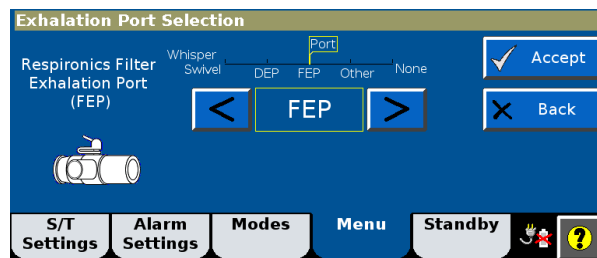 Exhalation Port Selection
Respironics Filter
Exhalation Port
(FEP)
Port
Whisper
Swivel
DEP
FEP
Other
None
<
FEP
>
Accept
Back
S/T
Settings
Alarm
Settings
Modes
Menu
Standby
?